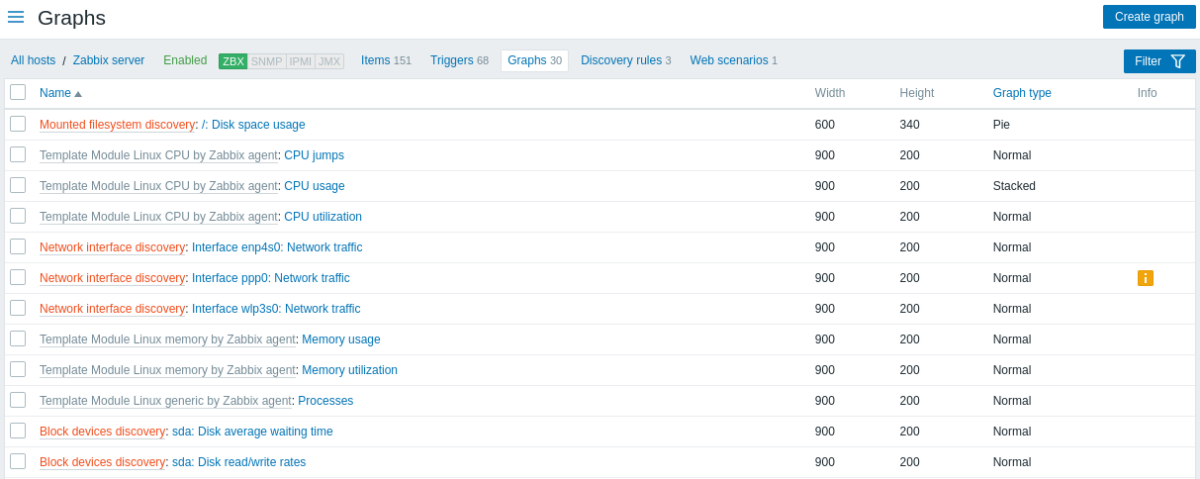 Graphs Create graph
All hosts / Zabbix server Enabled ZBX SNMP IPMI JMX Items 151 Triggers 68 Graphs 30 Discovery rules 3 Web scenarios 1 Filter
Name Width Height Graph type Info
Mounted filesystem discovery: /: Disk space usage 600 340 Pie
Template Module Linux CPU by Zabbix agent: CPU jumps 900 200 Normal
Template Module Linux CPU by Zabbix agent: CPU usage 900 200 Stacked
Template Module Linux CPU by Zabbix agent: CPU utilization 900 200 Normal
Network interface discovery: Interface enp4s0: Network traffic 900 200 Normal
Network interface discovery: Interface ppp0: Network traffic 900 200 Normal i
Network interface discovery: Interface wlp3s0: Network traffic 900 200 Normal
Template Module Linux memory by Zabbix agent: Memory usage 900 200 Normal
Template Module Linux memory by Zabbix agent: Memory utilization 900 200 Normal
Template Module Linux generic by Zabbix agent: Processes 900 200 Normal
Block devices discovery: sda: Disk average waiting time 900 200 Normal
Block devices discovery: sda: Disk read/write rates 900 200 Normal